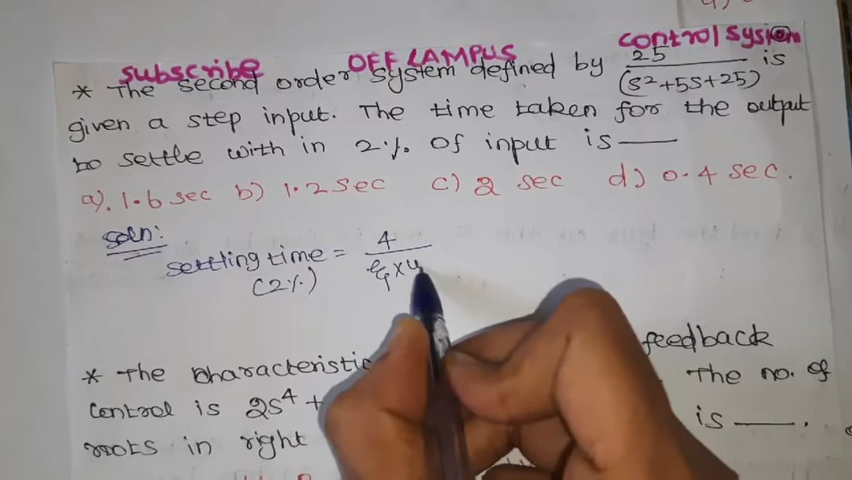 subscribe OFF CAMPUS control system
* The second order system defined by 25/(s²+5s+25) is
given a step input. The time taken for the output
to settle with in 2% of input is ___
a). 1.6 sec b) 1.2 sec c) 2 sec d) 0.4 sec.
soln:
settling time = 4/ξ×
(2%)
* The characteristic feedback
control is 2s⁴ + The no. of
roots in right is ___.